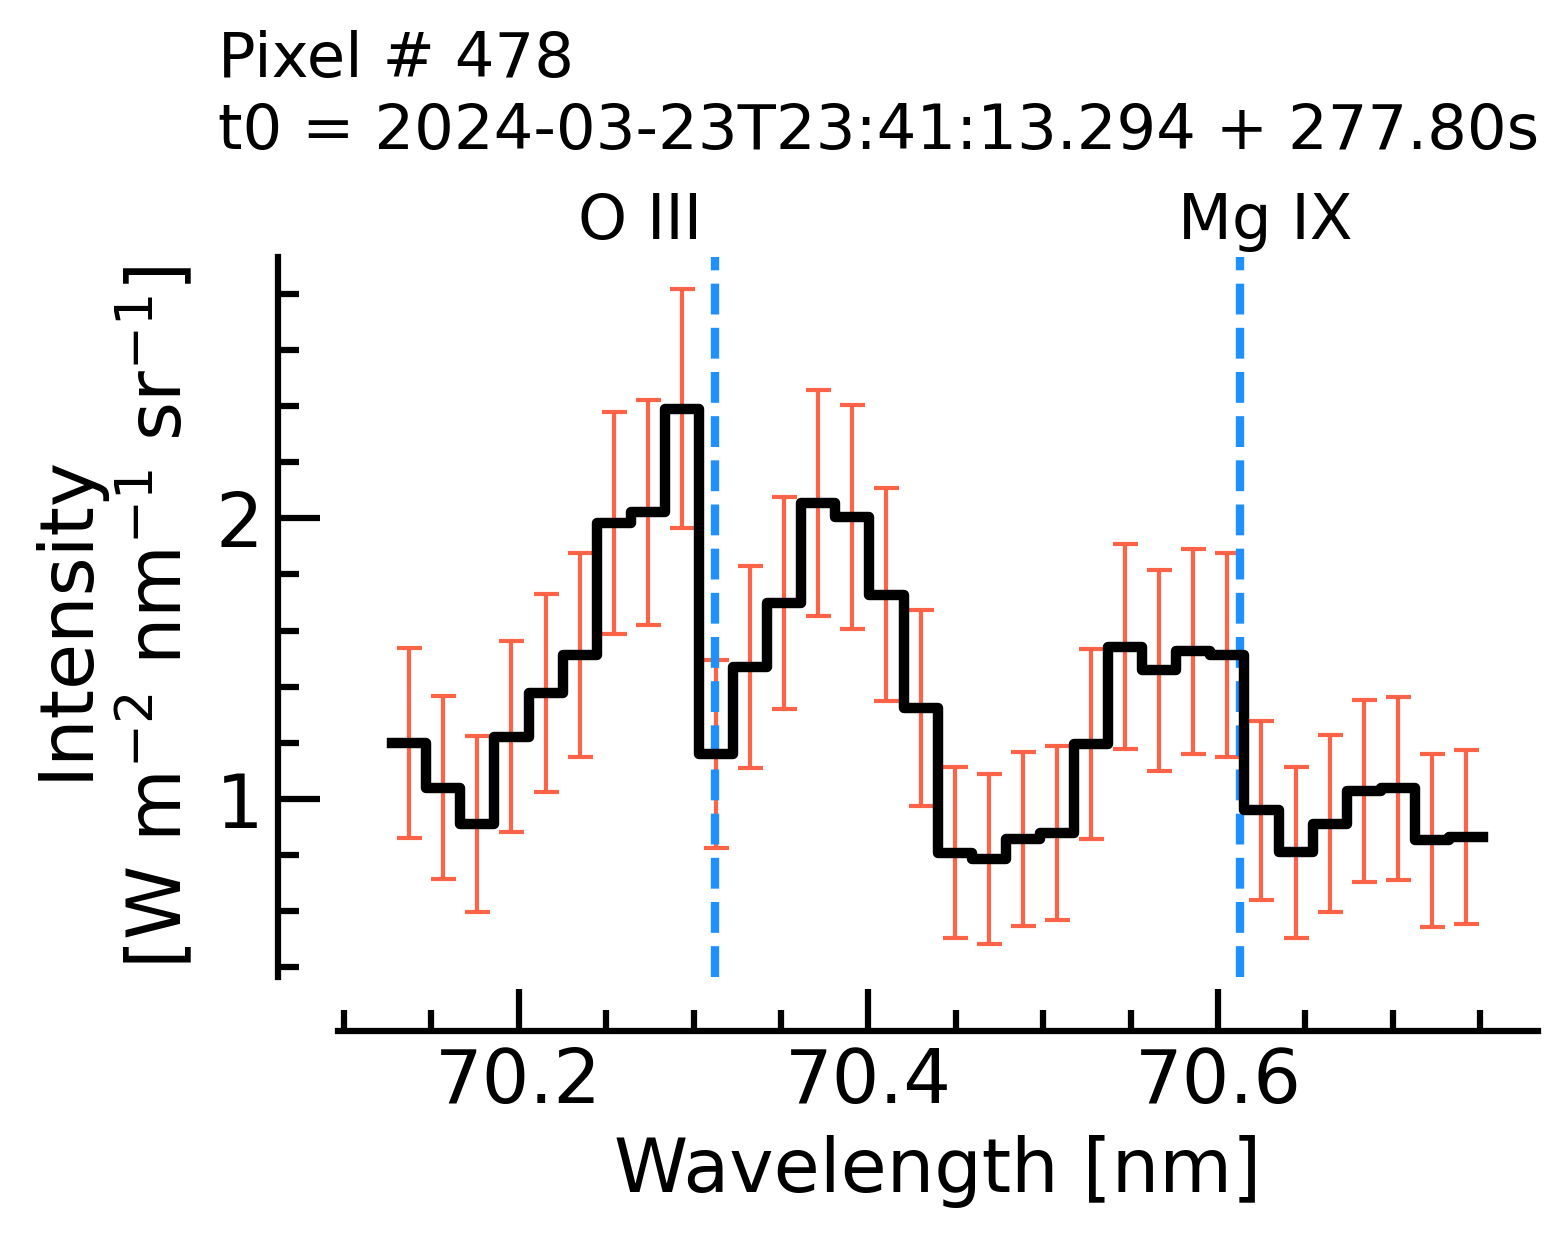 Pixel # 478
t0 = 2024-03-23T23:41:13.294 + 277.80s
O III
Mg IX
Intensity
[W m⁻² nm⁻¹ sr⁻¹]
2
1
70.2
70.4
70.6
Wavelength [nm]